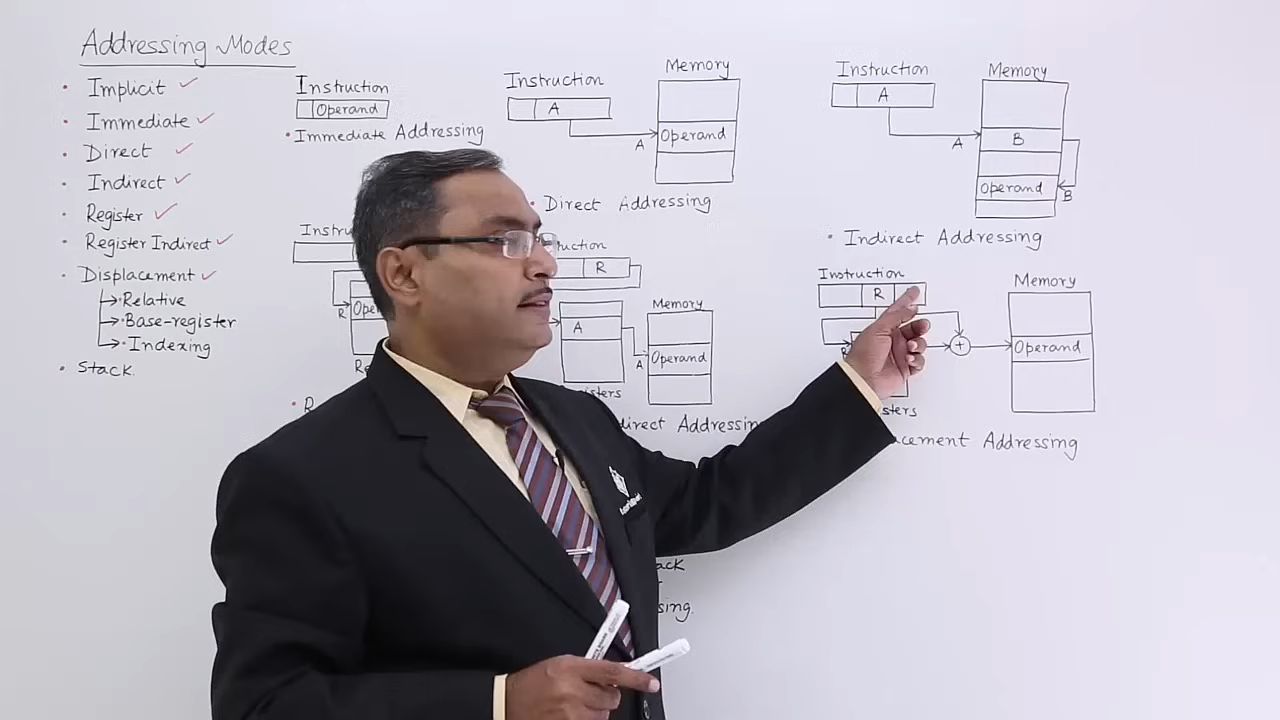 Addressing Modes
• Implicit ✓
• Immediate ✓
• Direct ✓
• Indirect ✓
• Register ✓
• Register Indirect ✓
• Displacement ✓
→ • Relative
→ • Base-register
→ • Indexing
• Stack
Instruction
Operand
• Immediate Addressing
Instruction
A
Memory
A
Operand
• Direct Addressing
Instruction
A
Memory
A
B
Operand
B
• Indirect Addressing
R
R
A
Memory
A
Operand
Instruction
R
Memory
+
Operand
Addressing